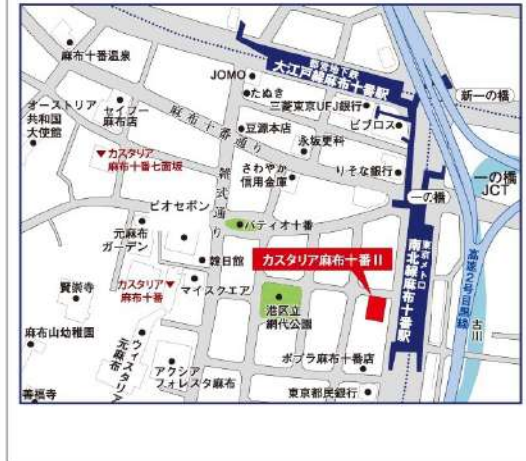 都営地下鉄
大江戸線麻布十番駅
麻布十番温泉
JOMO
たぬき
三菱東京UFJ銀行
新一の橋
オーストリア
共和国
大使館
セイフー
麻布店
麻布十番通り
豆源本店
ビブロス
永坂更科
カスタリア
麻布十番七面坂
雑式通り
さわやか
信用金庫
りそな銀行
一の橋
一の橋
JCT
ピオセボン
パティオ十番
元麻布
ガーデン
韓日館
カスタリア麻布十番II
東京メトロ
南北線麻布十番駅
高速2号目黒線
古川
カスタリア
麻布十番
マイスクエア
賢崇寺
港区立
網代公園
麻布山幼稚園
ウィスタリア
元麻布
ポプラ麻布十番店
アクシア
フォレスタ麻布
東京都民銀行
善福寺